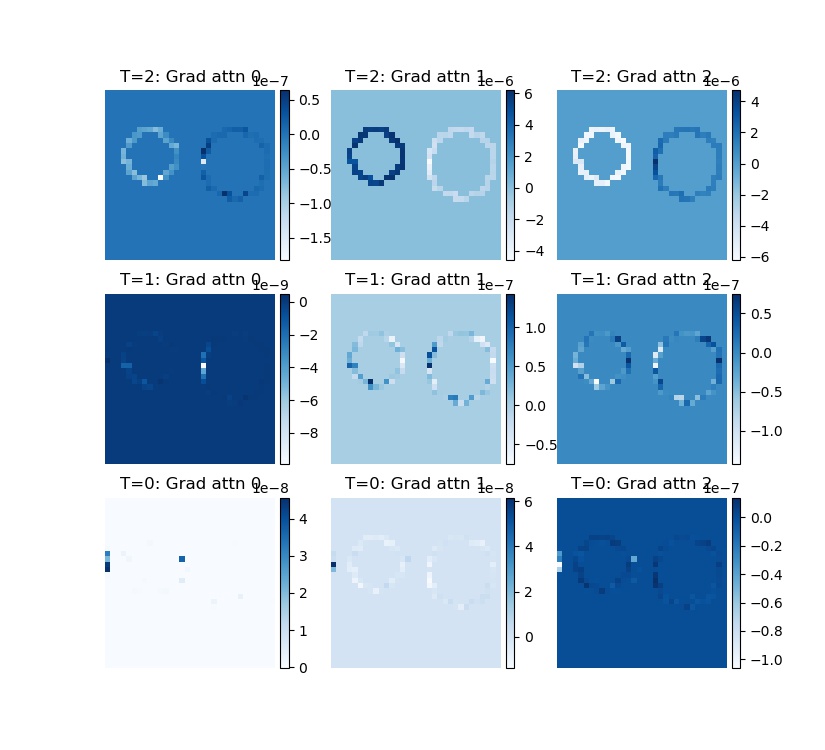 T=2: Grad attn 0
1e−7
0.5
0.0
−0.5
−1.0
−1.5
T=2: Grad attn 1
1e−6
6
4
2
0
−2
−4
T=2: Grad attn 2
1e−6
4
2
0
−2
−4
−6
T=1: Grad attn 0
1e−9
0
−2
−4
−6
−8
T=1: Grad attn 1
1e−7
1.0
0.5
0.0
−0.5
T=1: Grad attn 2
1e−7
0.5
0.0
−0.5
−1.0
T=0: Grad attn 0
1e−8
4
3
2
1
0
T=0: Grad attn 1
1e−8
6
4
2
0
T=0: Grad attn 2
1e−7
0.0
−0.2
−0.4
−0.6
−0.8
−1.0